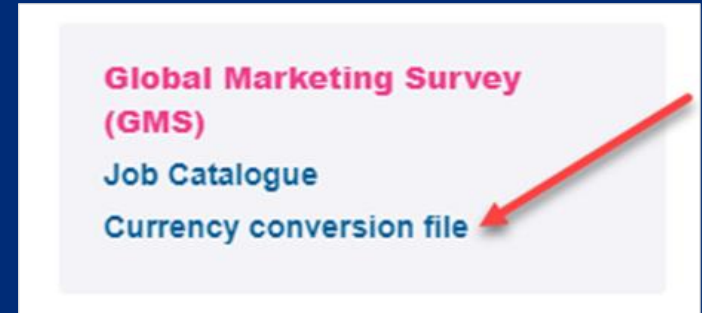 Global Marketing Survey
(GMS)
Job Catalogue
Currency conversion file